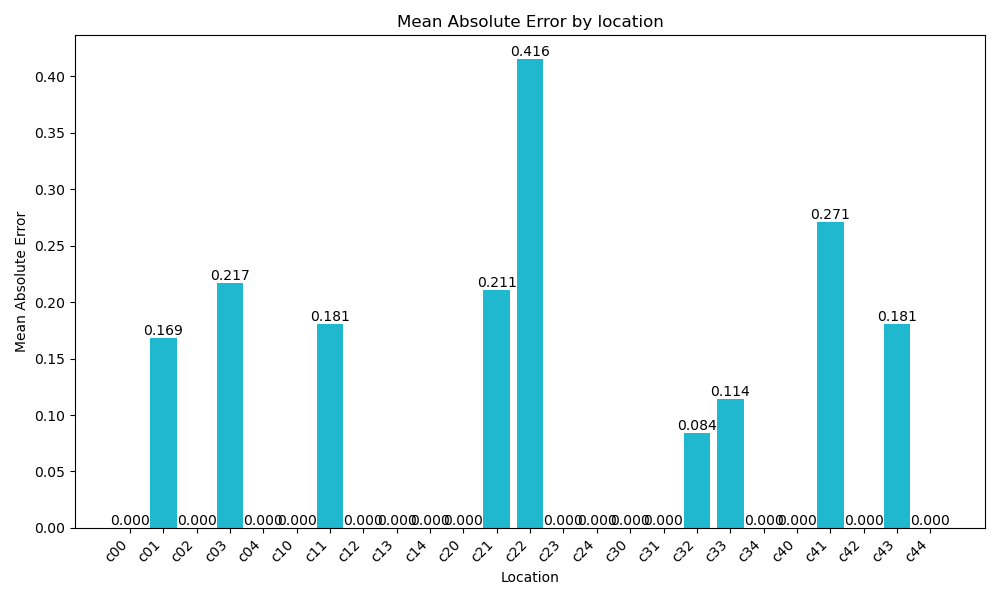 Mean Absolute Error by location
Mean Absolute Error
0.40
0.35
0.30
0.25
0.20
0.15
0.10
0.05
0.00
0.000
0.169
0.000
0.217
0.000
0.000
0.181
0.000
0.000
0.000
0.000
0.211
0.416
0.000
0.000
0.000
0.000
0.084
0.114
0.000
0.000
0.271
0.000
0.181
0.000
c00
c01
c02
c03
c04
c10
c11
c12
c13
c14
c20
c21
c22
c23
c24
c30
c31
c32
c33
c34
c40
c41
c42
c43
c44
Location